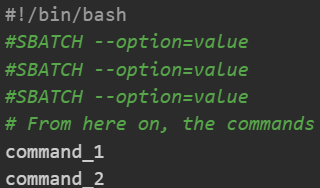 #!/bin/bash
#SBATCH --option=value
#SBATCH --option=value
#SBATCH --option=value
# From here on, the commands
command_1
command_2